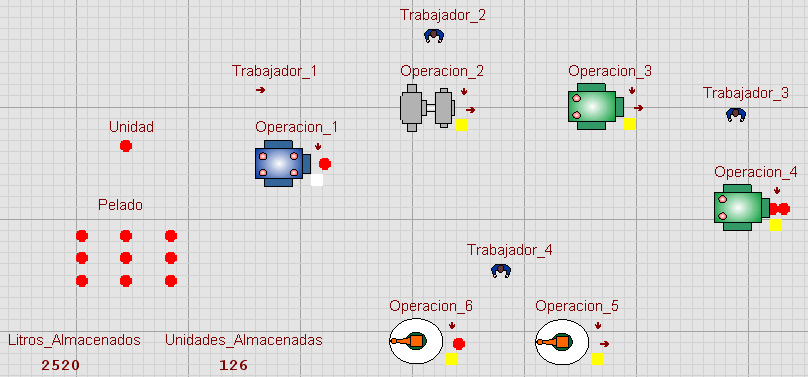 Trabajador_2
Trabajador_1
Operacion_2
Operacion_3
Trabajador_3
Unidad
Operacion_1
Operacion_4
Pelado
Trabajador_4
Operacion_6
Operacion_5
Litros_Almacenados
Unidades_Almacenadas
2520
126